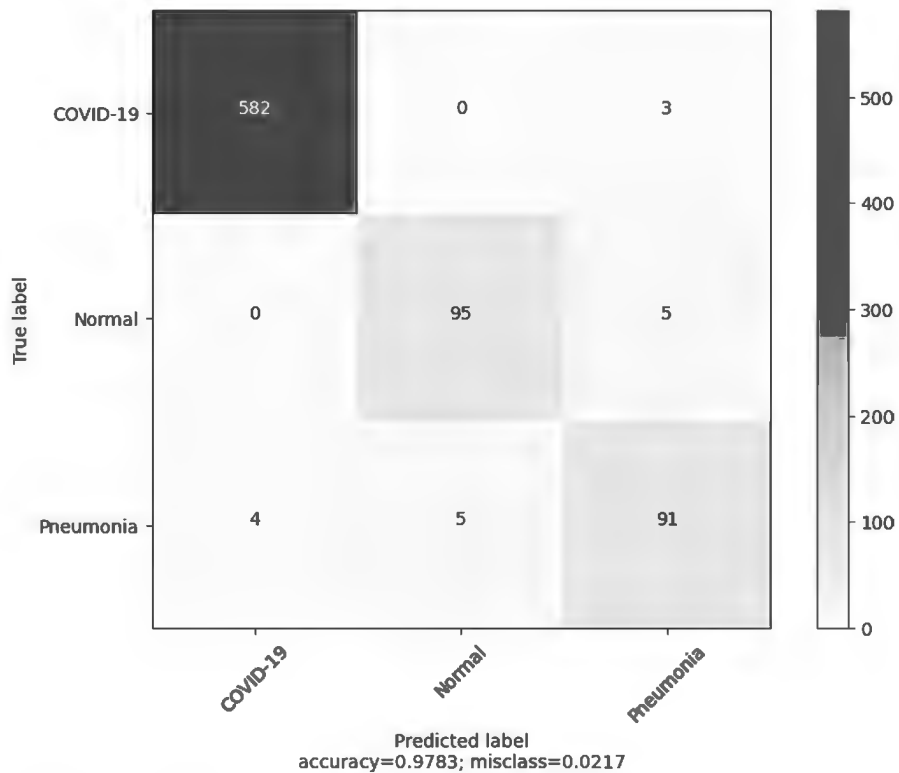 COVID-19 582 0 3
Normal 0 95 5
Pneumonia 4 5 91
True label
COVID-19 Normal Pneumonia
Predicted label
accuracy=0.9783; misclass=0.0217
500
400
300
200
100
0